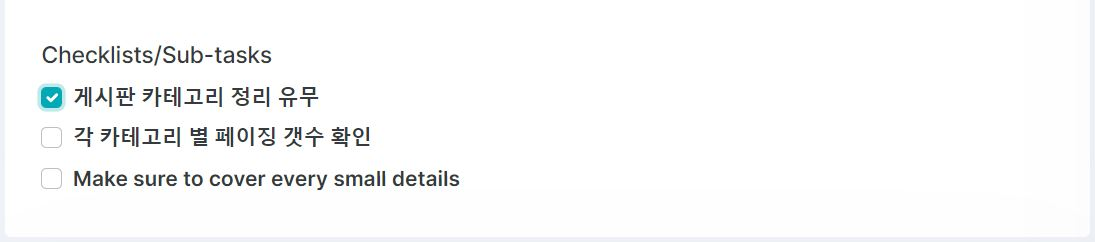 Checklists/Sub-tasks
게시판 카테고리 정리 유무
각 카테고리 별 페이징 갯수 확인
Make sure to cover every small details